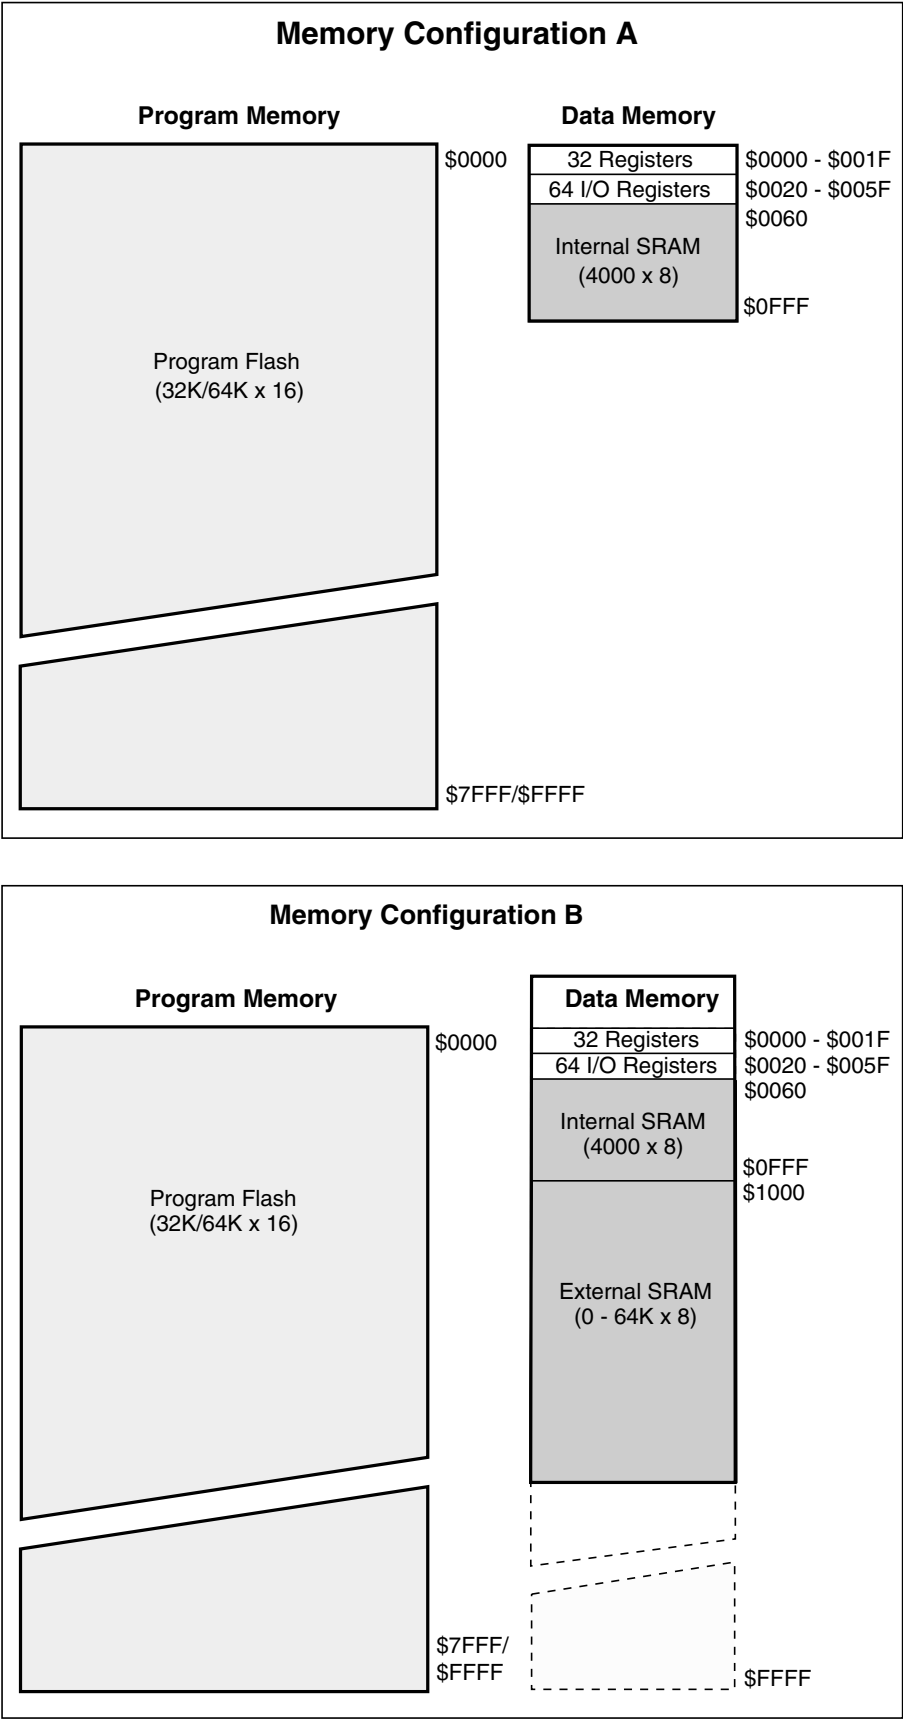 Memory Configuration A
Program Memory
Data Memory
$0000
32 Registers
$0000 - $001F
64 I/O Registers
$0020 - $005F
$0060
Internal SRAM
(4000 x 8)
$0FFF
Program Flash
(32K/64K x 16)
$7FFF/$FFFF
Memory Configuration B
Program Memory
Data Memory
$0000
32 Registers
$0000 - $001F
64 I/O Registers
$0020 - $005F
$0060
Internal SRAM
(4000 x 8)
$0FFF
$1000
Program Flash
(32K/64K x 16)
External SRAM
(0 - 64K x 8)
$7FFF/
$FFFF
$FFFF